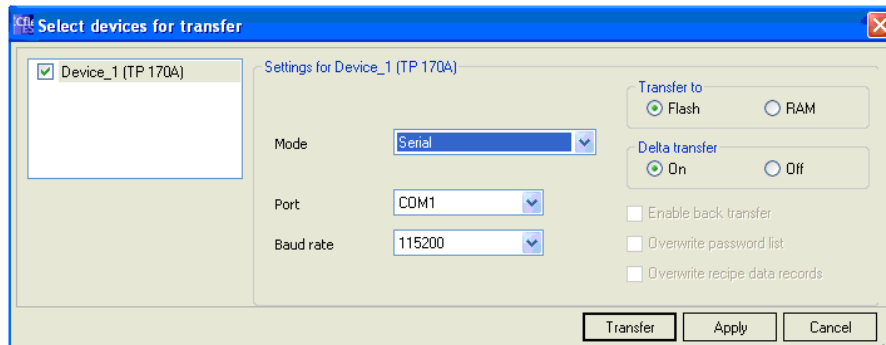 Select devices for transfer
Device_1 (TP 170A)
Settings for Device_1 (TP 170A)
Mode
Serial
Port
COM1
Baud rate
115200
Transfer to
Flash
RAM
Delta transfer
On
Off
Enable back transfer
Overwrite password list
Overwrite recipe data records
Transfer
Apply
Cancel